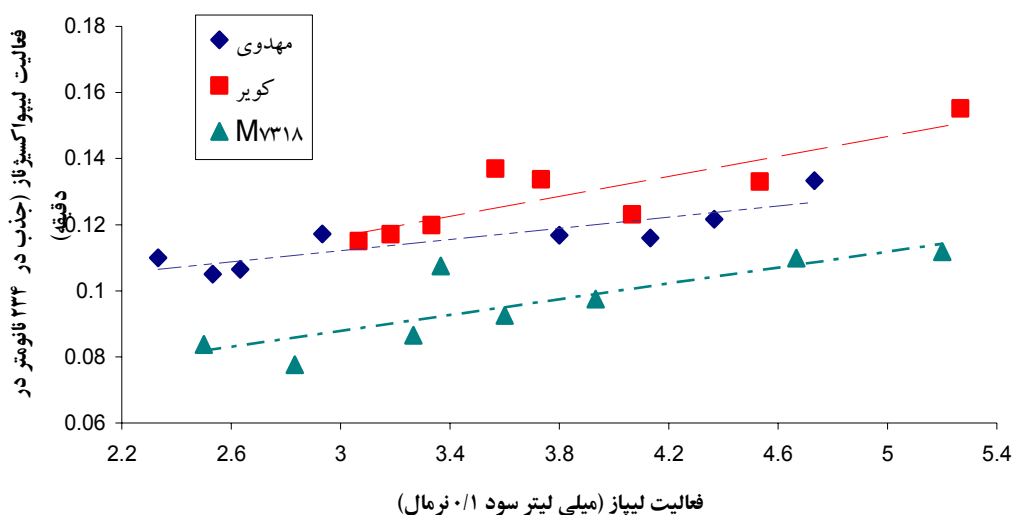 فعالیت لیپواکسیژناز (جذب در ۲۳۴ نانومتر در
دقیقه)
0.18
0.16
0.14
0.12
0.1
0.08
0.06
مهدوی
کویر
M۷۳۱۸
2.2 2.6 3 3.4 3.8 4.2 4.6 5 5.4
فعالیت لیپاز (میلی لیتر سود ۰/۱ نرمال)